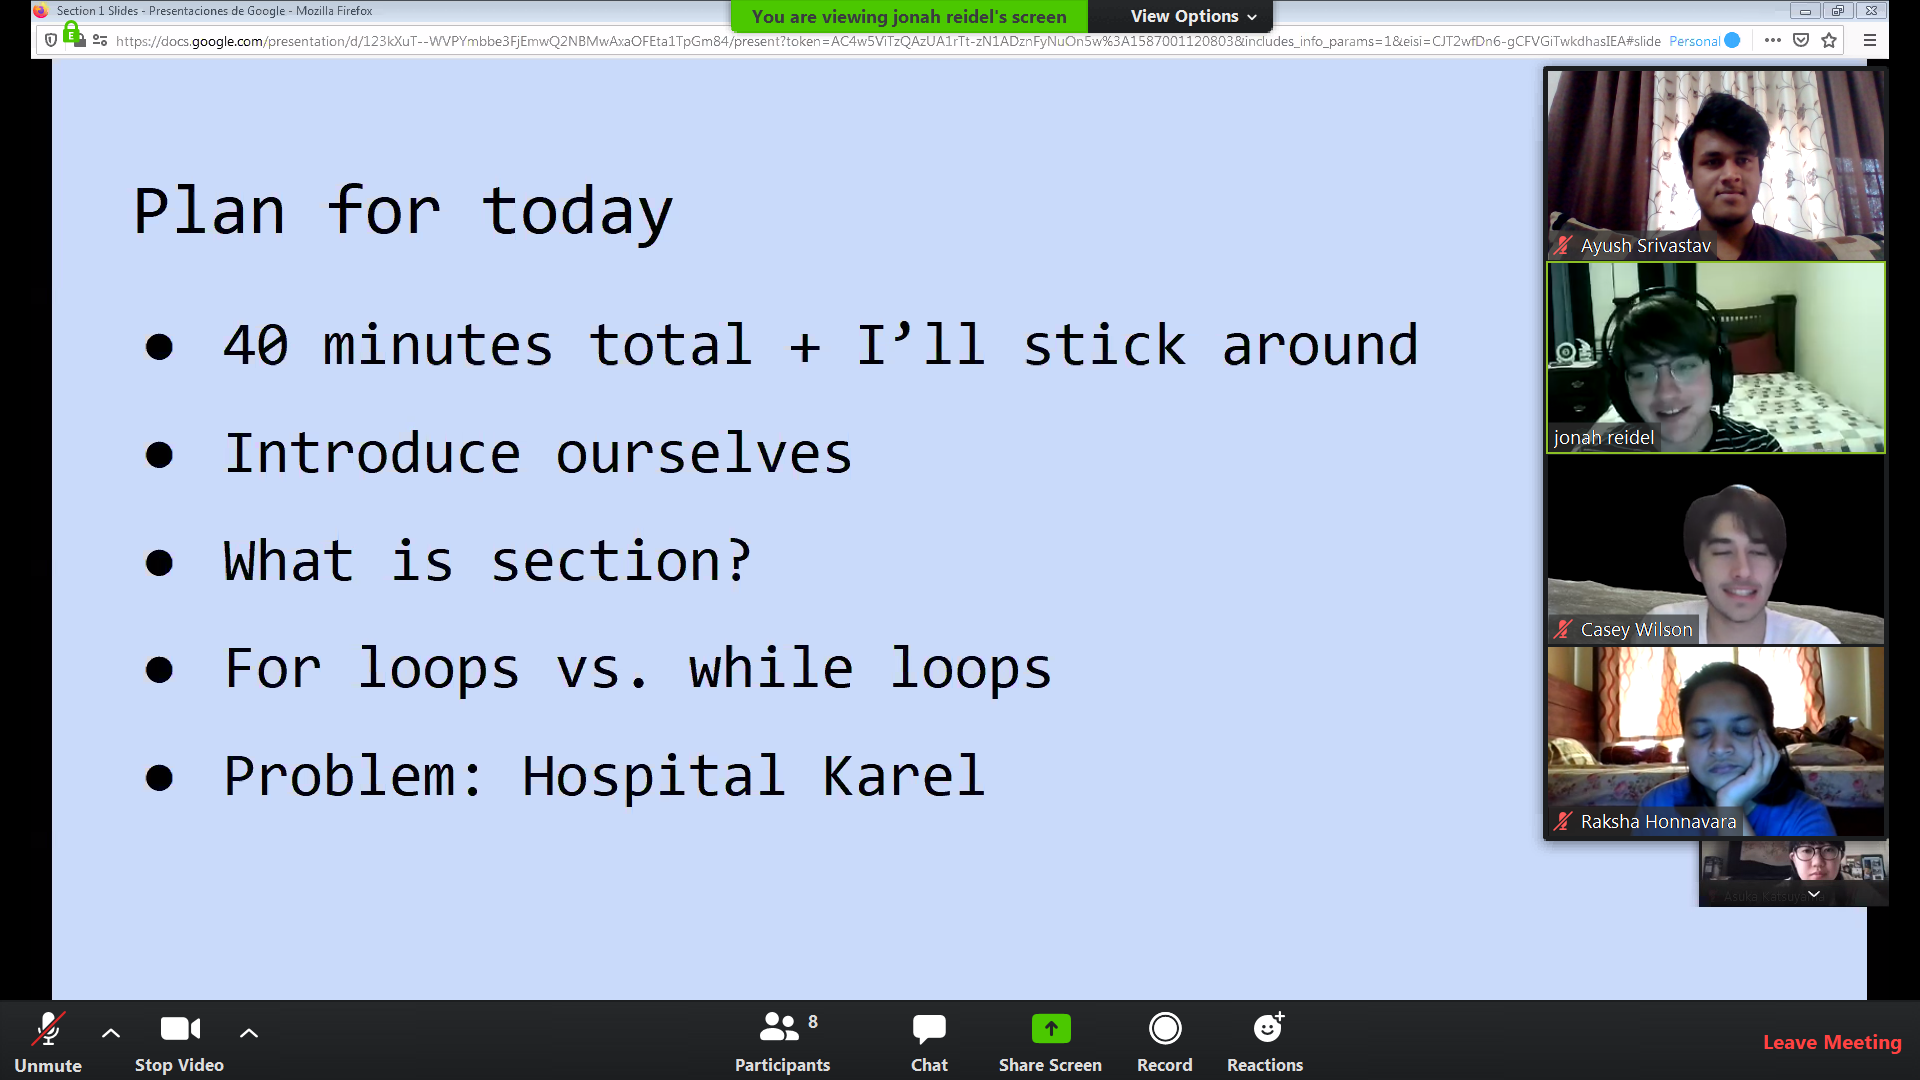 Section 1 Slides - Presentaciones de Google - Mozilla Firefox
You are viewing jonah reidel's screen
View Options
https://docs.google.com/presentation/d/123kXuT--WVPYmbbe3FjEmwQ2NBMwAxaOFEta1TpGm84/present?token=AC4w5ViTzQAzUA1rTt-zN1ADznFyNuOn5w%3A1587001120803&includes_info_params=1&eisi=CJT2wfDn6-gCFVGiTwkdhasIEA#slide
Personal
Plan for today
● 40 minutes total + I’ll stick around
● Introduce ourselves
● What is section?
● For loops vs. while loops
● Problem: Hospital Karel
Ayush Srivastav
jonah reidel
Casey Wilson
Raksha Honnavara
Asuka Katsuyama
Unmute
Stop Video
Participants
8
Chat
Share Screen
Record
Reactions
Leave Meeting